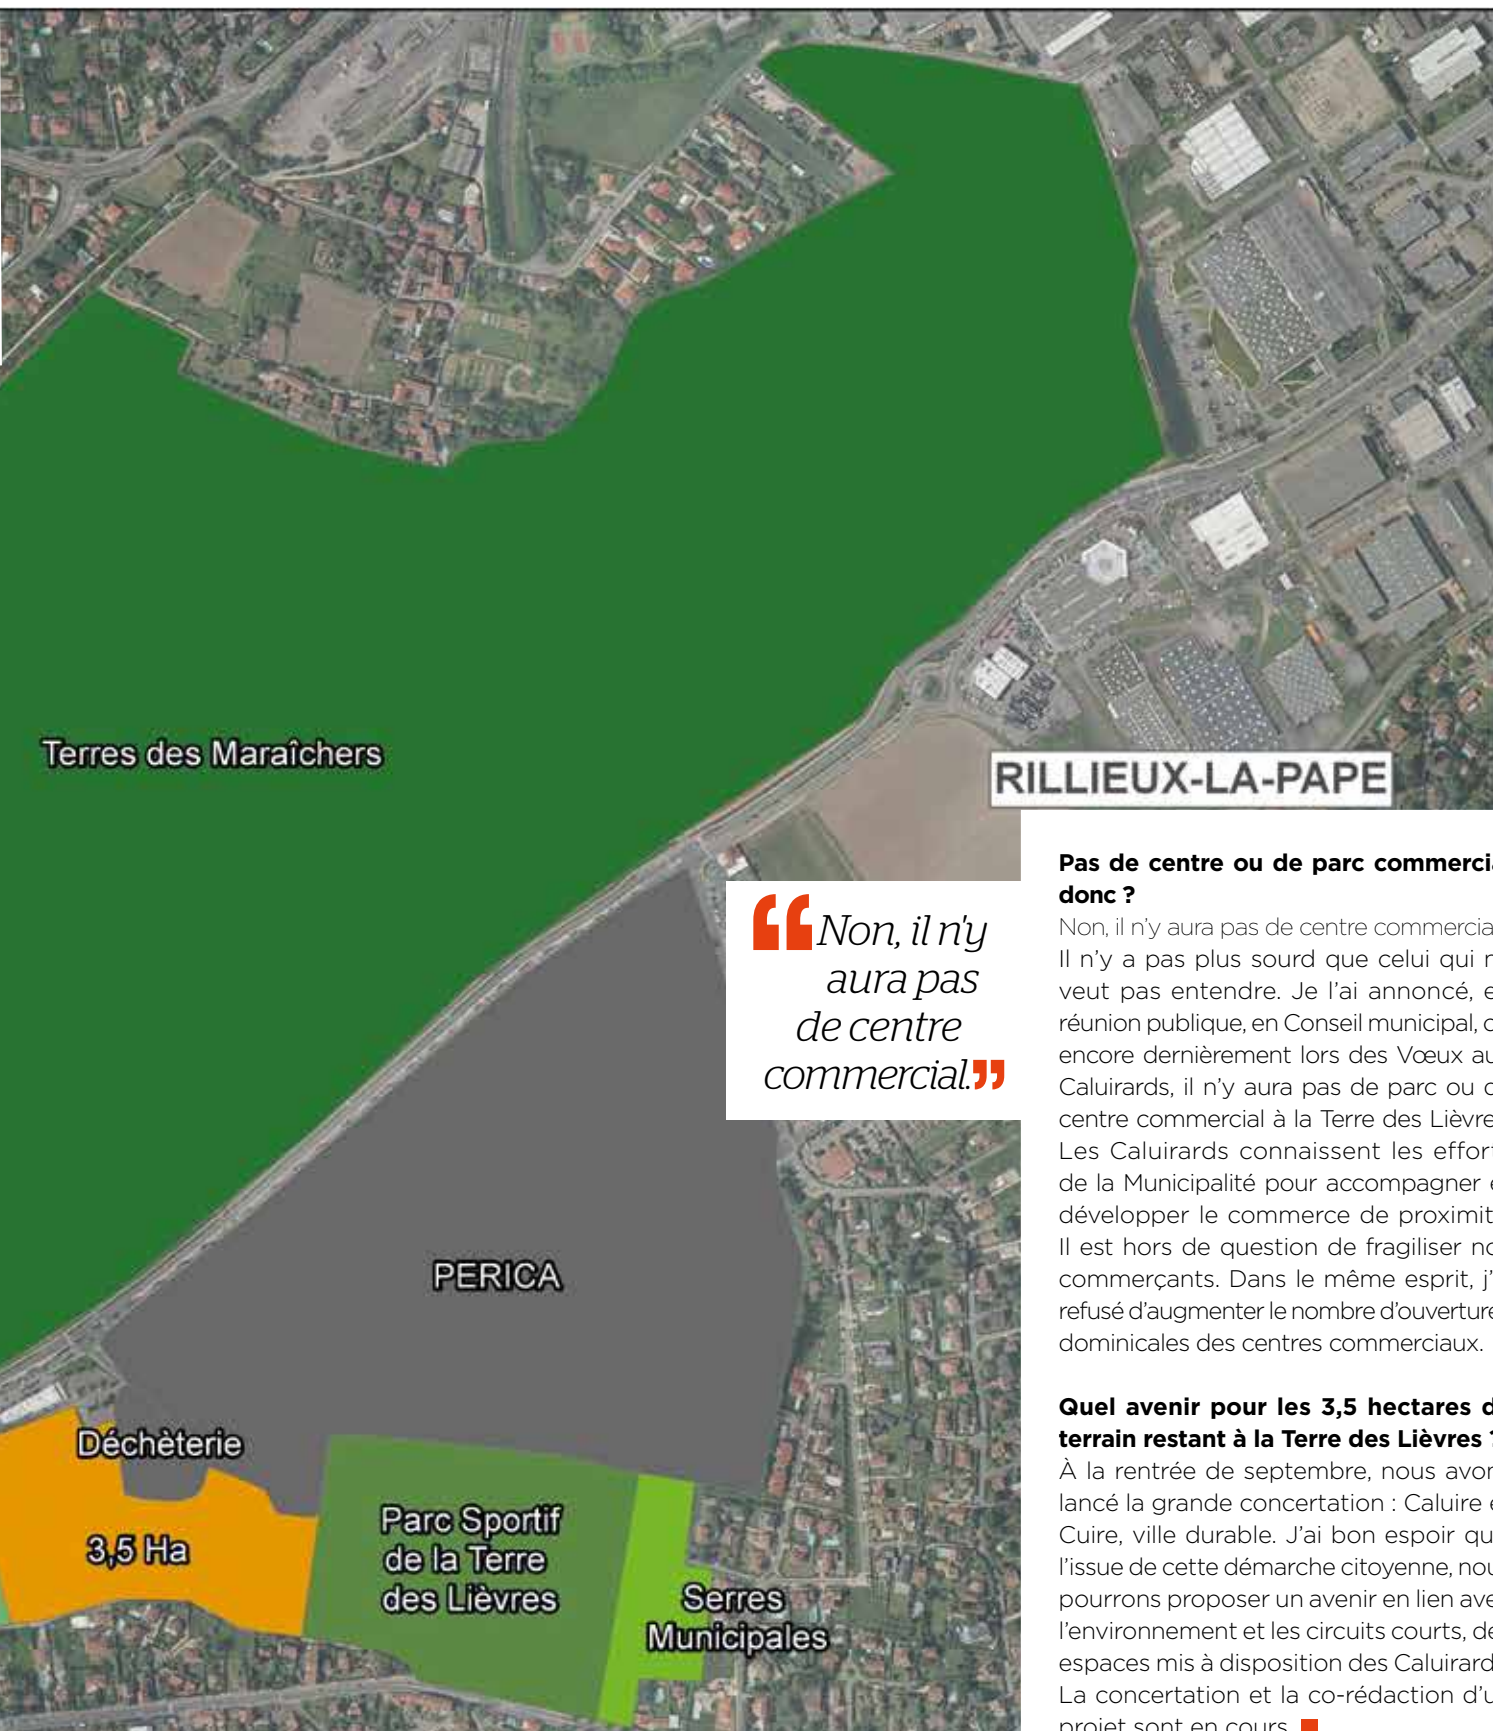 Terres des Maraîchers
RILLIEUX-LA-PAPE
PERICA
Déchèterie
3,5 Ha
Parc Sportif
de la Terre
des Lièvres
Serres
Municipales
“Non, il n'y
aura pas
de centre
commercial.”
Pas de centre ou de parc commercia
donc ?
Non, il n’y aura pas de centre commercia
Il n’y a pas plus sourd que celui qui n
veut pas entendre. Je l’ai annoncé, e
réunion publique, en Conseil municipal, o
encore dernièrement lors des Vœux au
Caluirards, il n’y aura pas de parc ou d
centre commercial à la Terre des Lièvre
Les Caluirards connaissent les effort
de la Municipalité pour accompagner e
développer le commerce de proximit
Il est hors de question de fragiliser no
commerçants. Dans le même esprit, j’
refusé d’augmenter le nombre d’ouverture
dominicales des centres commerciaux.
Quel avenir pour les 3,5 hectares d
terrain restant à la Terre des Lièvres ?
À la rentrée de septembre, nous avon
lancé la grande concertation : Caluire e
Cuire, ville durable. J’ai bon espoir qu
l’issue de cette démarche citoyenne, nou
pourrons proposer un avenir en lien ave
l’environnement et les circuits courts, de
espaces mis à disposition des Caluirard
La concertation et la co-rédaction d’u
projet sont en cours.